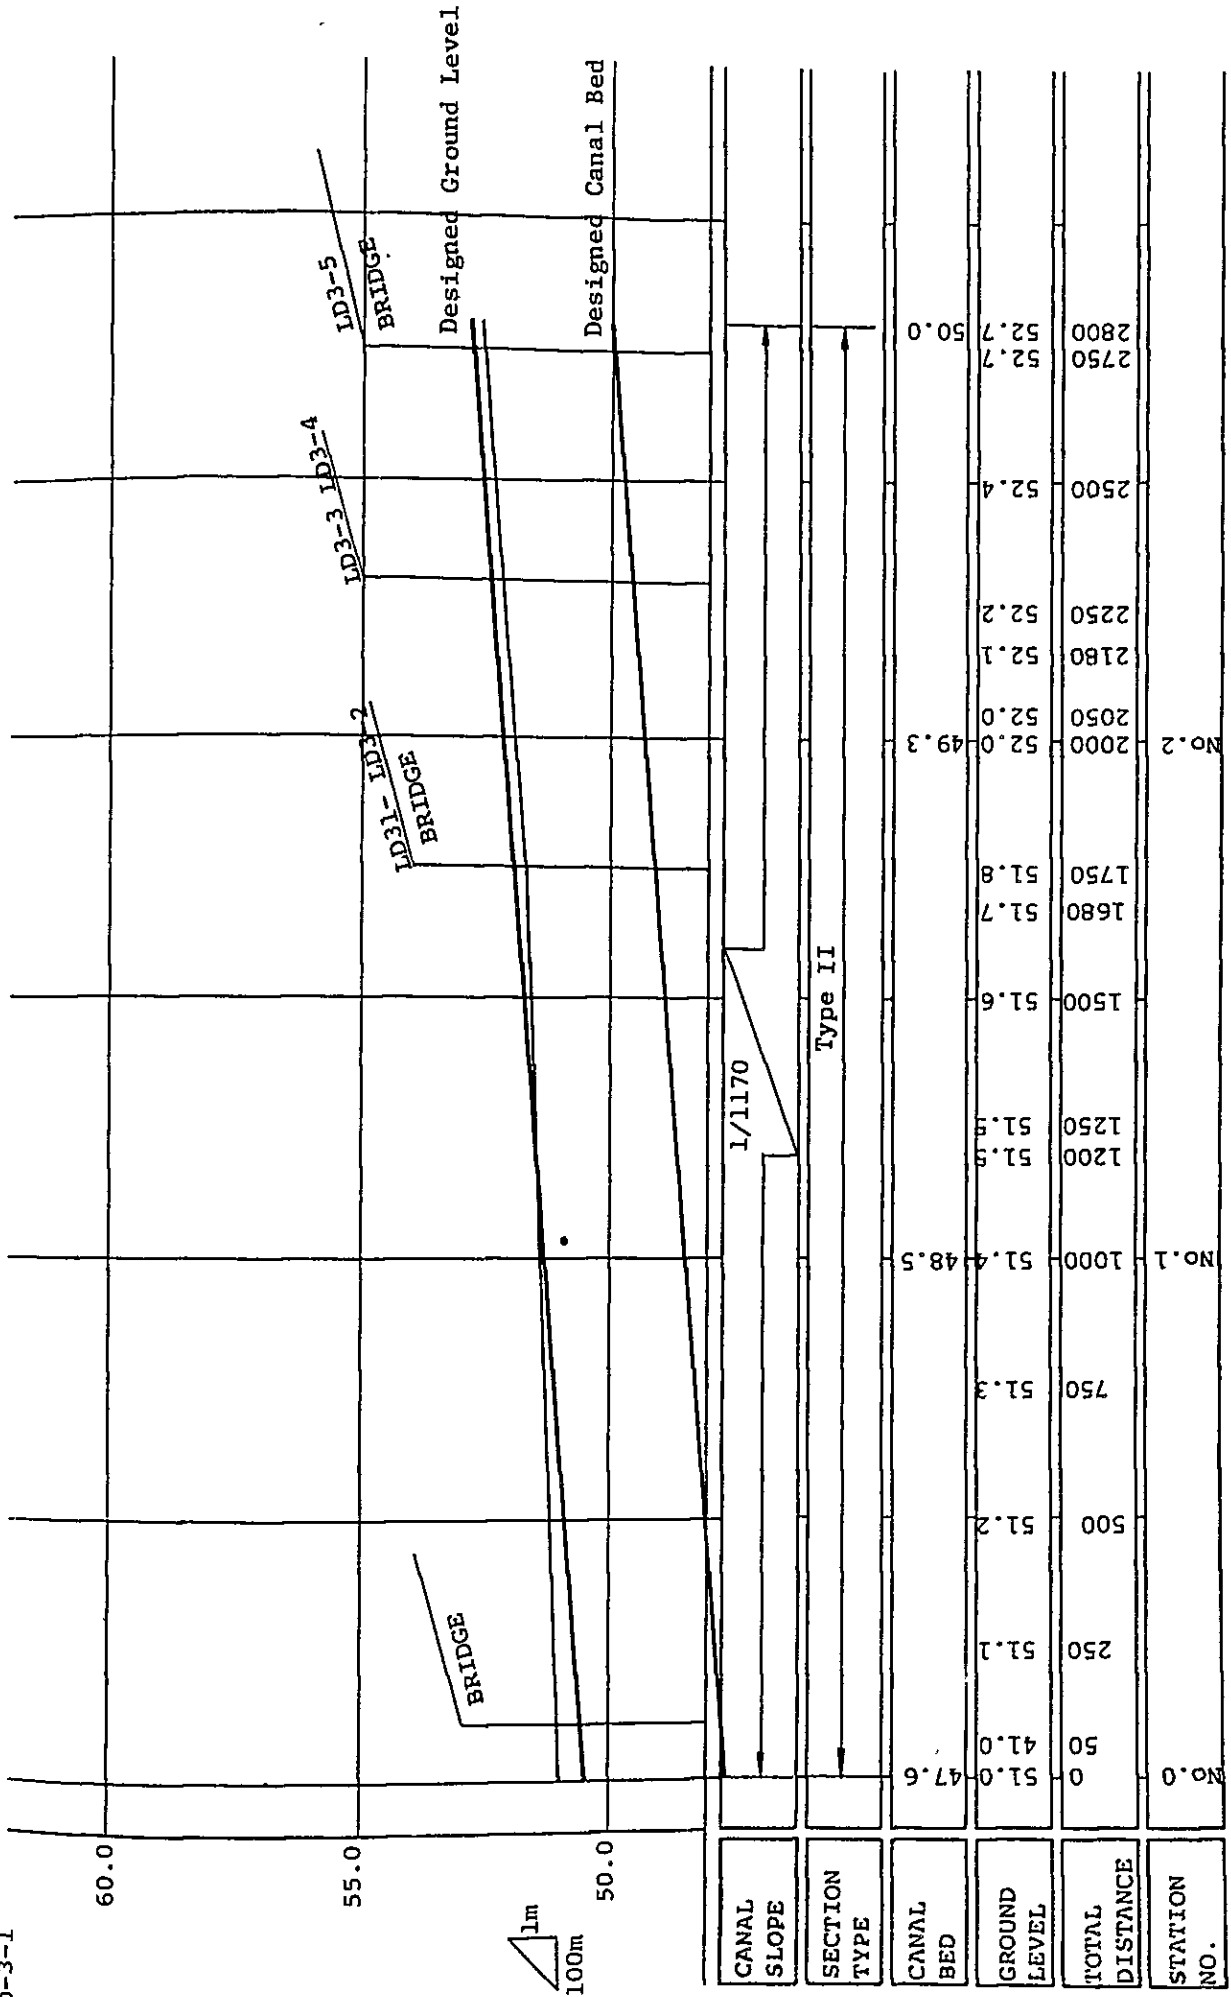 D-3-1
60.0
55.0
50.0
1m
100m
BRIDGE
LD31- LD3-2
BRIDGE
LD3-3 LD3-4
LD3-5
BRIDGE
Designed Ground Level
Designed Canal Bed
CANAL
SLOPE
1/1170
SECTION
TYPE
Type II
CANAL
BED
47.6 48.5 49.3 50.0
GROUND
LEVEL
51.0 41.0 51.1 51.2 51.3 51.4 51.5 51.5 51.6 51.7 51.8 52.0 52.0 52.1 52.2 52.4 52.7 52.7
TOTAL
DISTANCE
0 50 250 500 750 1000 1200 1250 1500 1680 1750 2000 2050 2180 2250 2500 2750 2800
STATION
NO.
No.0 No.1 No.2